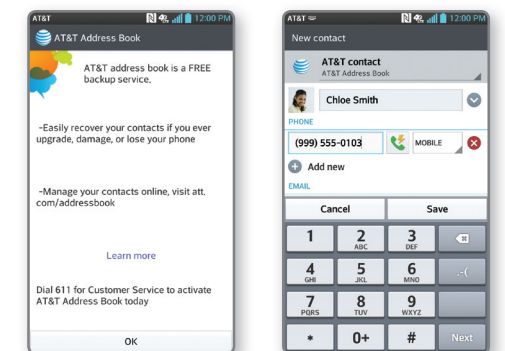 AT&T 4G 12:00 PM
AT&T Address Book
AT&T address book is a FREE
backup service.
-Easily recover your contacts if you ever
upgrade, damage, or lose your phone
-Manage your contacts online, visit att.
com/addressbook
Learn more
Dial 611 for Customer Service to activate
AT&T Address Book today
OK
AT&T 4G 12:00 PM
New contact
AT&T contact
AT&T Address Book
Chloe Smith
PHONE
(999) 555-0103 MOBILE
Add new
EMAIL
Cancel Save
1 2 ABC 3 DEF
4 GHI 5 JKL 6 MNO .-(
7 PQRS 8 TUV 9 WXYZ
* 0+ # Next